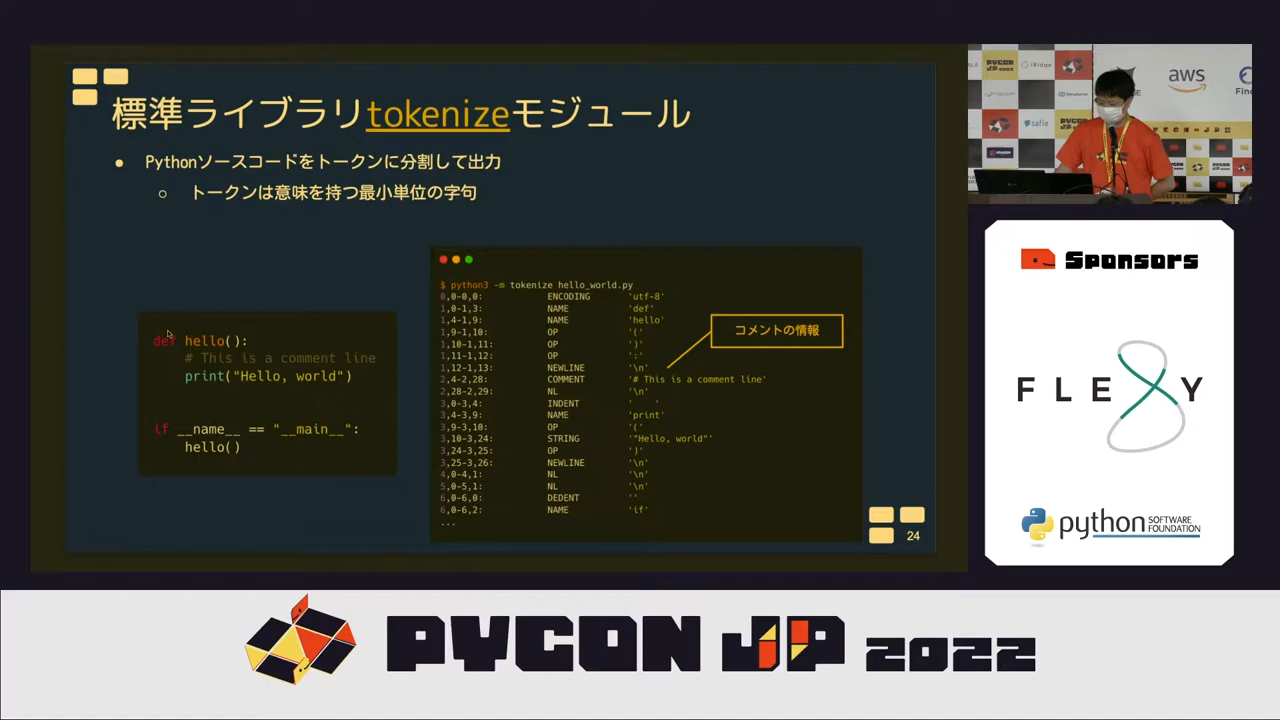 標準ライブラリtokenizeモジュール
● Pythonソースコードをトークンに分割して出力
○ トークンは意味を持つ最小単位の字句
def hello():
# This is a comment line
print("Hello, world")
if __name__ == "__main__":
hello()
$ python3 -m tokenize hello_world.py
0,0-0,0: ENCODING 'utf-8'
1,0-1,3: NAME 'def'
1,4-1,9: NAME 'hello'
1,9-1,10: OP '('
1,10-1,11: OP ')'
1,11-1,12: OP ':'
1,12-1,13: NEWLINE '\n'
2,4-2,28: COMMENT '# This is a comment line'
2,28-2,29: NL '\n'
3,0-3,4: INDENT '    '
3,4-3,9: NAME 'print'
3,9-3,10: OP '('
3,10-3,24: STRING '"Hello, world"'
3,24-3,25: OP ')'
3,25-3,26: NEWLINE '\n'
4,0-4,1: NL '\n'
5,0-5,1: NL '\n'
6,0-6,0: DEDENT ''
6,0-6,2: NAME 'if'
...
コメントの情報
24
PYCON JP 2022
iRidge
aws
Fin
safie
Sponsors
FLEXY
python SOFTWARE FOUNDATION
PYCON JP 2022